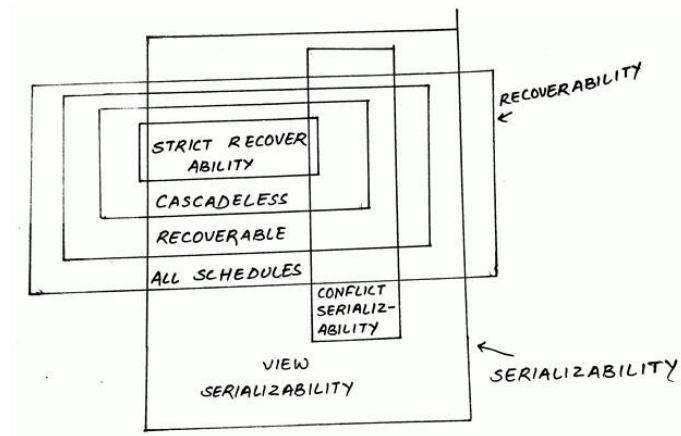 RECOVERABILITY
STRICT RECOVER
ABILITY
CASCADELESS
RECOVERABLE
ALL SCHEDULES
CONFLICT
SERIALIZ-
ABILITY
VIEW
SERIALIZABILITY
SERIALIZABILITY